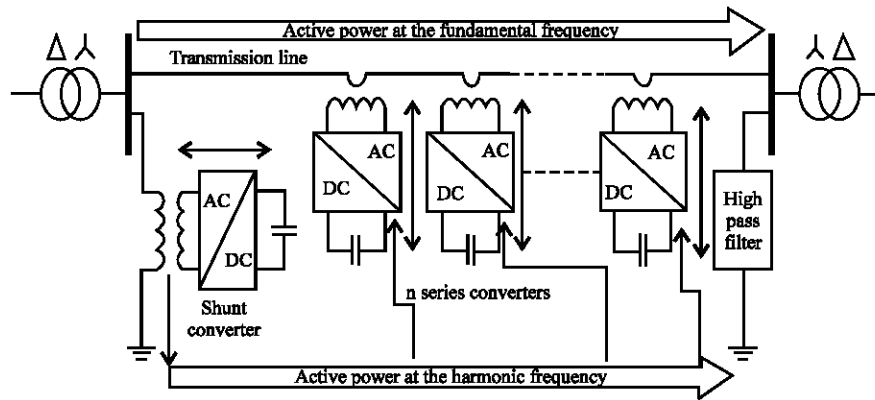 Active power at the fundamental frequency
Δ
Δ
Transmission line
AC
DC
AC
DC
AC
DC
AC
DC
High
pass
filter
Shunt
converter
n series converters
Active power at the harmonic frequency